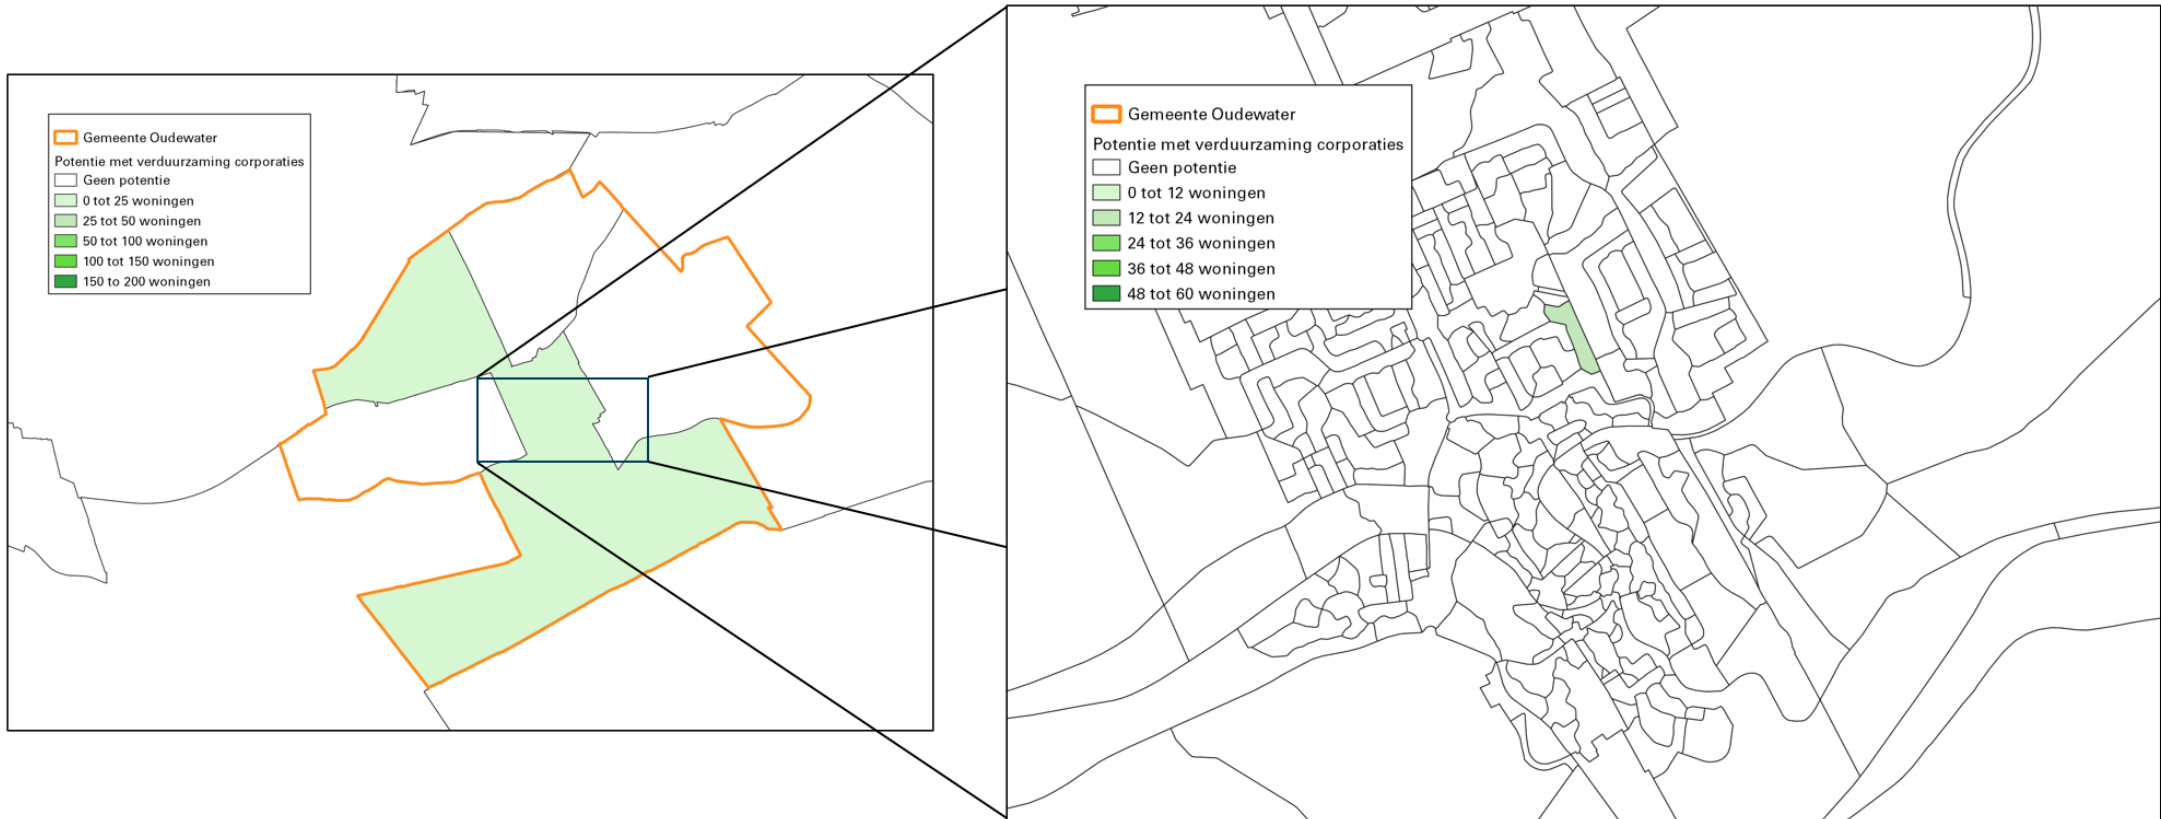 Gemeente Oudewater
Potentie met verduurzaming corporaties
Geen potentie
0 tot 25 woningen
25 tot 50 woningen
50 tot 100 woningen
100 tot 150 woningen
150 to 200 woningen
Gemeente Oudewater
Potentie met verduurzaming corporaties
Geen potentie
0 tot 12 woningen
12 tot 24 woningen
24 tot 36 woningen
36 tot 48 woningen
48 tot 60 woningen